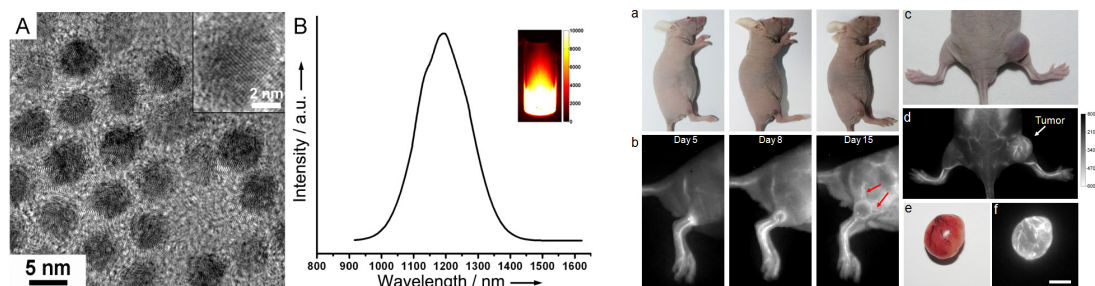 A
2 nm
5 nm
B
Intensity / a.u.
10000
8000
6000
4000
2000
0
800 900 1000 1100 1200 1300 1400 1500 1600
Wavelength / nm
a
b
Day 5
Day 8
Day 15
c
d
Tumor
e
f